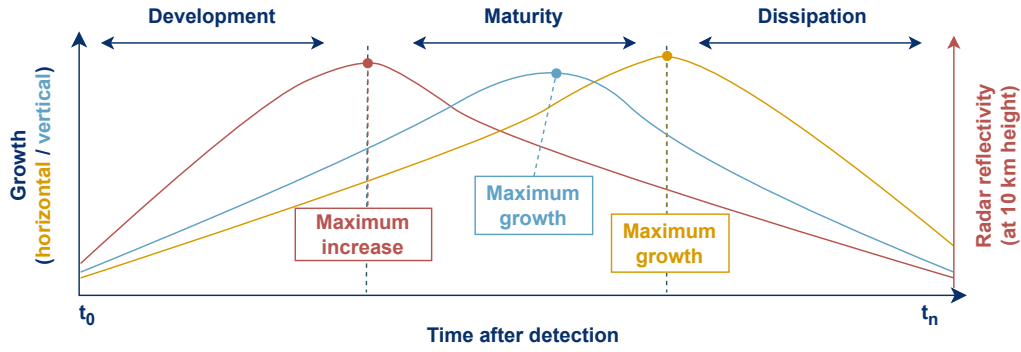 Development
Maturity
Dissipation
Growth
(horizontal / vertical)
Maximum
increase
Maximum
growth
Maximum
growth
Radar reflectivity
(at 10 km height)
t0
tn
Time after detection